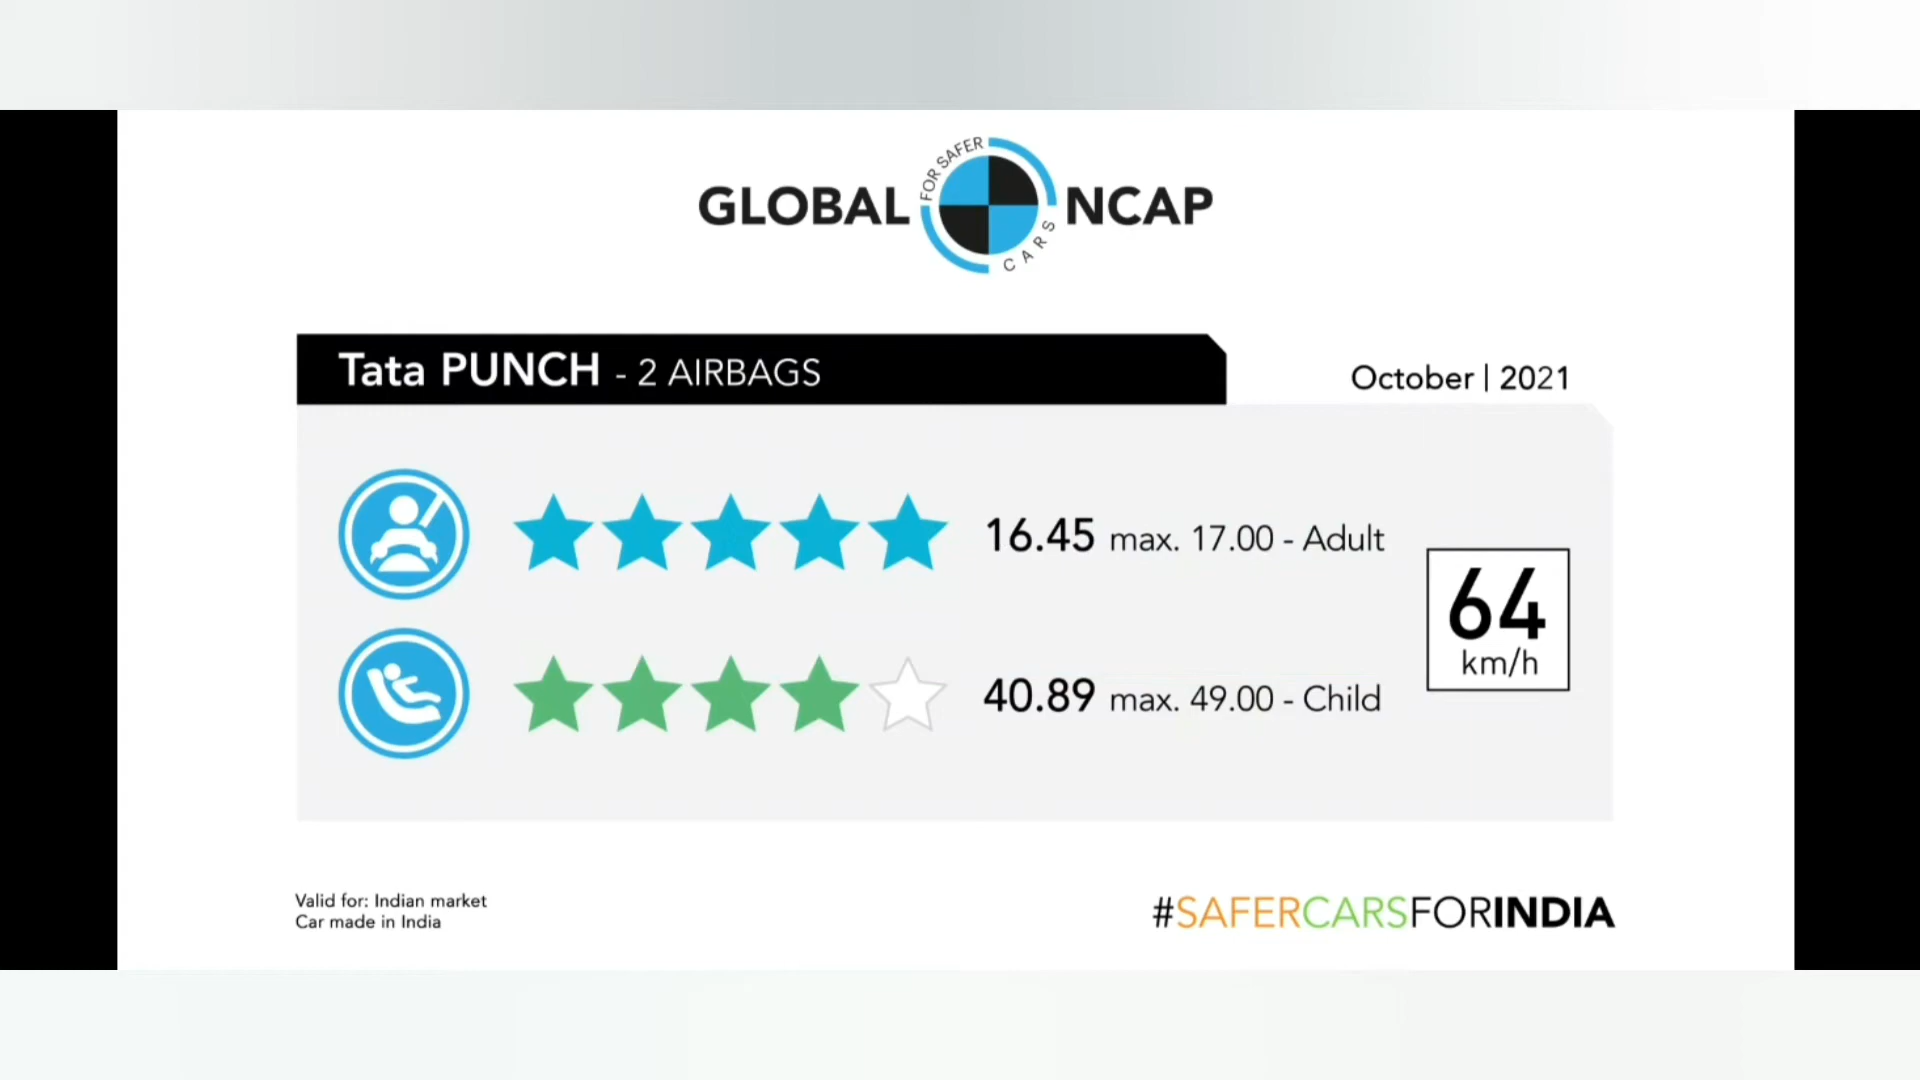 GLOBAL FOR SAFER CARS NCAP
Tata PUNCH - 2 AIRBAGS
October | 2021
16.45 max. 17.00 - Adult
64
km/h
40.89 max. 49.00 - Child
Valid for: Indian market
Car made in India
#SAFERCARSFORINDIA